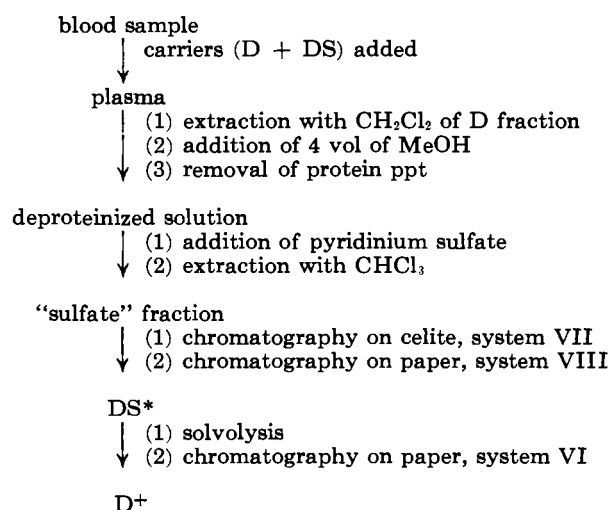 blood sample
carriers (D + DS) added
plasma
(1) extraction with CH₂Cl₂ of D fraction
(2) addition of 4 vol of MeOH
(3) removal of protein ppt
deproteinized solution
(1) addition of pyridinium sulfate
(2) extraction with CHCl₃
“sulfate” fraction
(1) chromatography on celite, system VII
(2) chromatography on paper, system VIII
DS*
(1) solvolysis
(2) chromatography on paper, system VI
D⁺